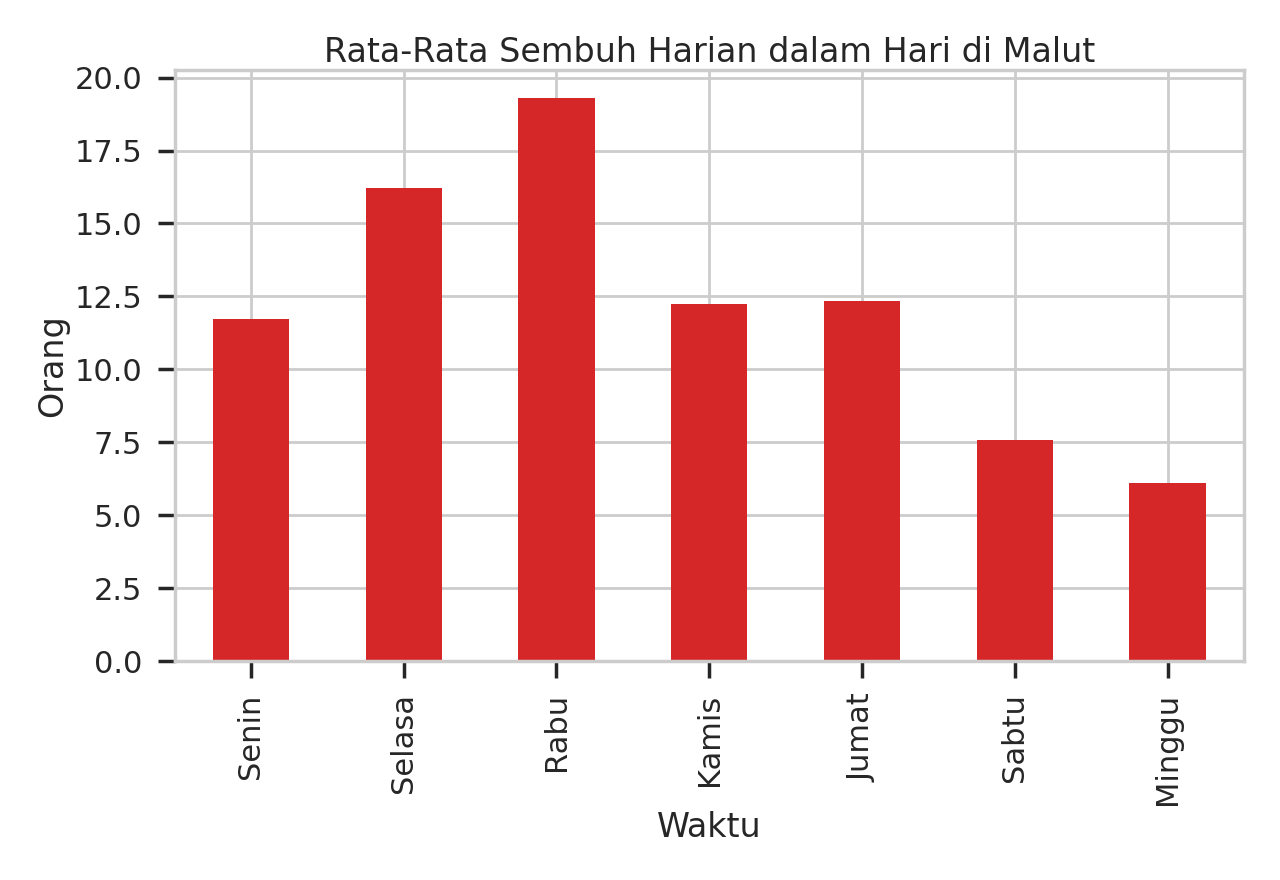 Rata-Rata Sembuh Harian dalam Hari di Malut
20.0
17.5
15.0
12.5
10.0
7.5
5.0
2.5
0.0
Orang
Senin
Selasa
Rabu
Kamis
Jumat
Sabtu
Minggu
Waktu